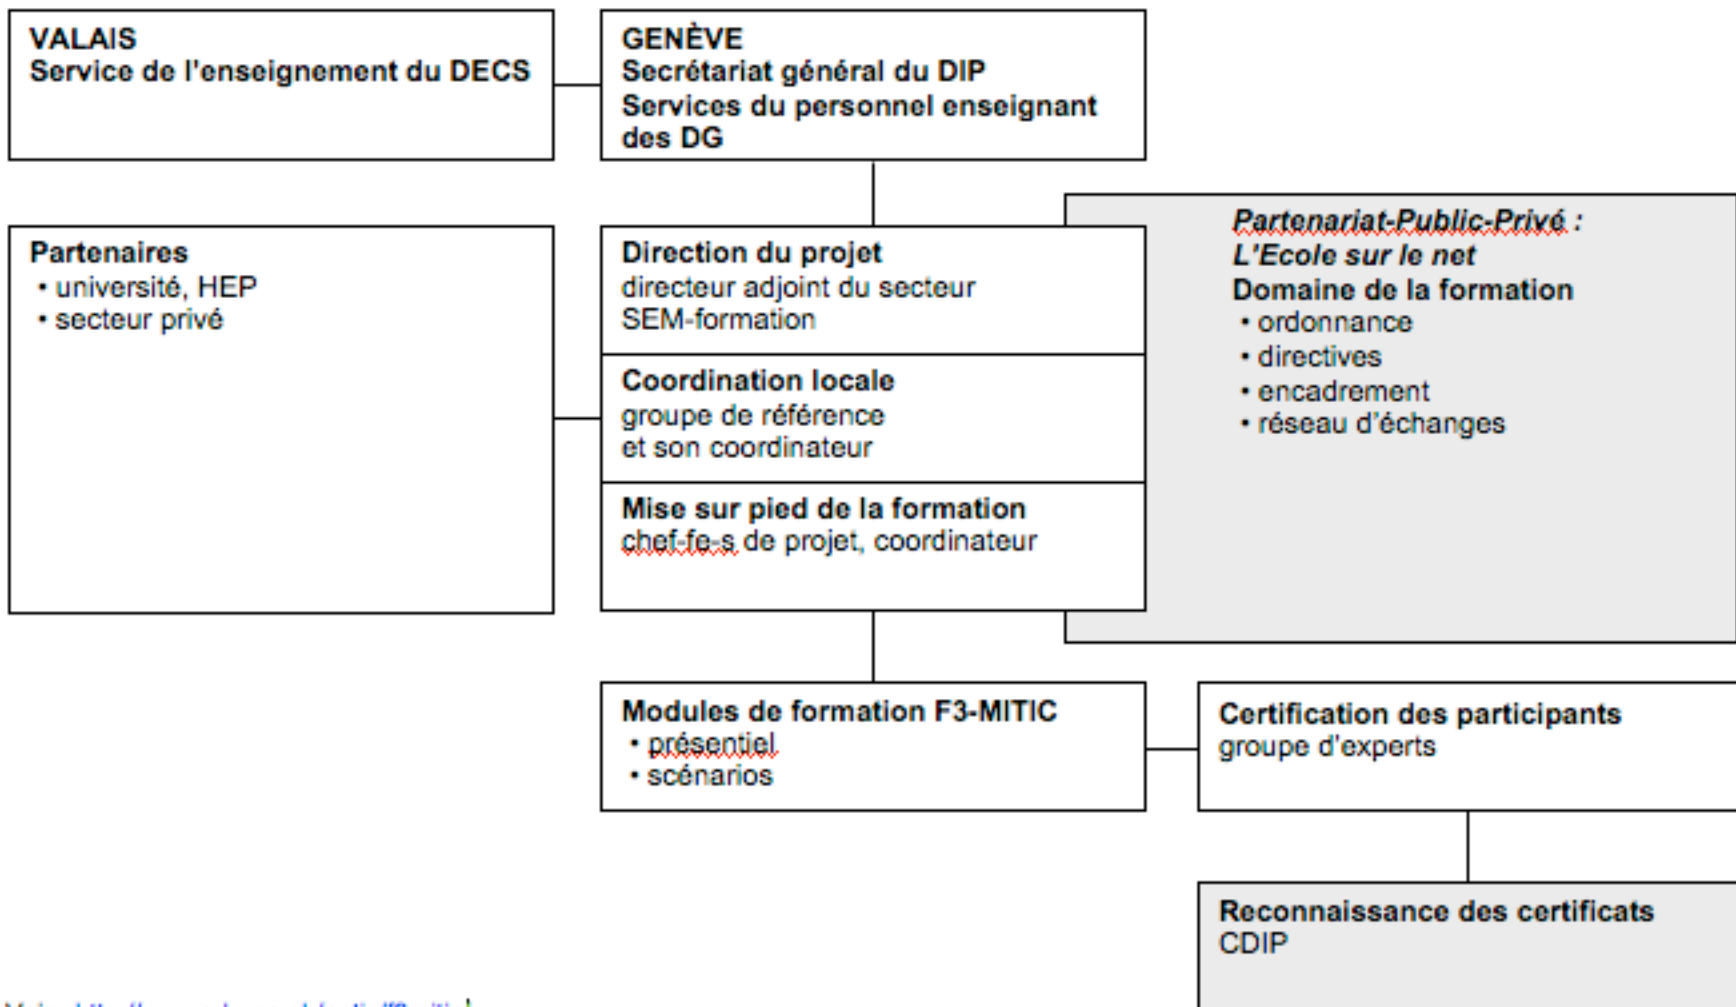 VALAIS
Service de l'enseignement du DECS
GENÈVE
Secrétariat général du DIP
Services du personnel enseignant
des DG
Partenaires
• université, HEP
• secteur privé
Direction du projet
directeur adjoint du secteur
SEM-formation
Coordination locale
groupe de référence
et son coordinateur
Mise sur pied de la formation
chef-fe-s de projet, coordinateur
Partenariat-Public-Privé :
L'Ecole sur le net
Domaine de la formation
• ordonnance
• directives
• encadrement
• réseau d'échanges
Modules de formation F3-MITIC
• présentiel
• scénarios
Certification des participants
groupe d'experts
Reconnaissance des certificats
CDIP